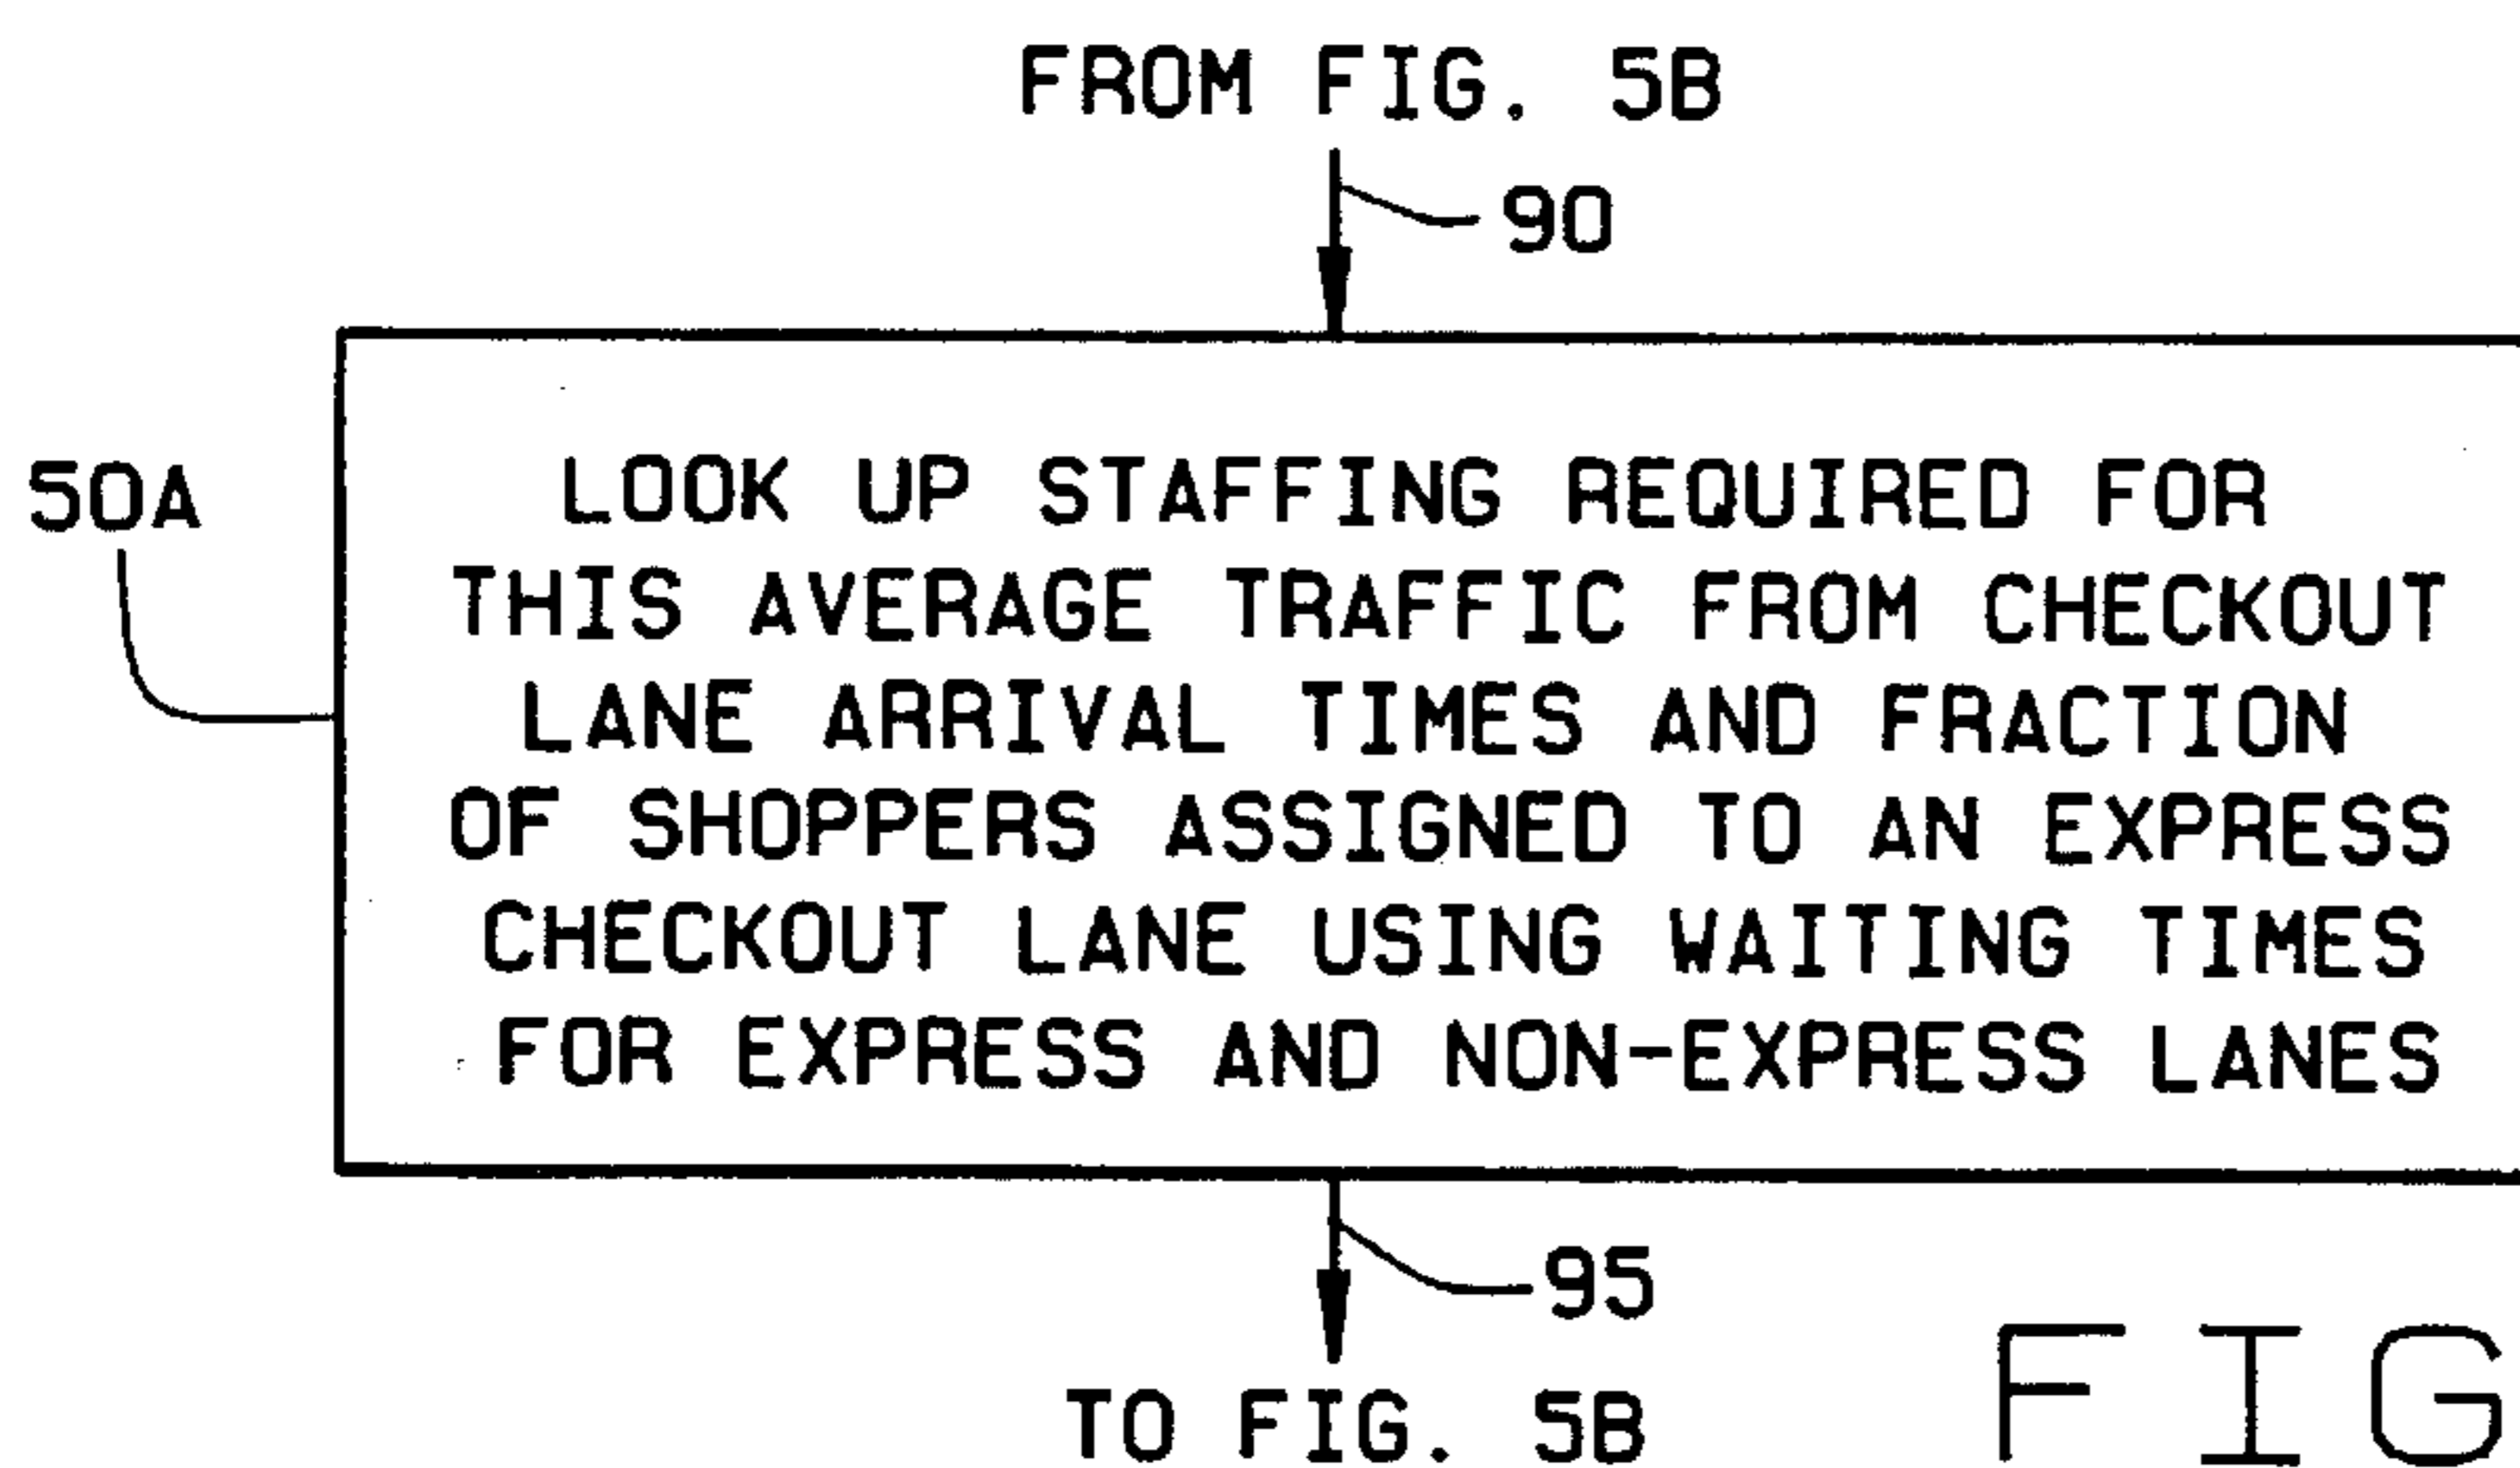 FROM FIG. 5B
90
50A
LOOK UP STAFFING REQUIRED FOR
THIS AVERAGE TRAFFIC FROM CHECKOUT
LANE ARRIVAL TIMES AND FRACTION
OF SHOPPERS ASSIGNED TO AN EXPRESS
CHECKOUT LANE USING WAITING TIMES
FOR EXPRESS AND NON-EXPRESS LANES
95
TO FIG. 5B
FIG